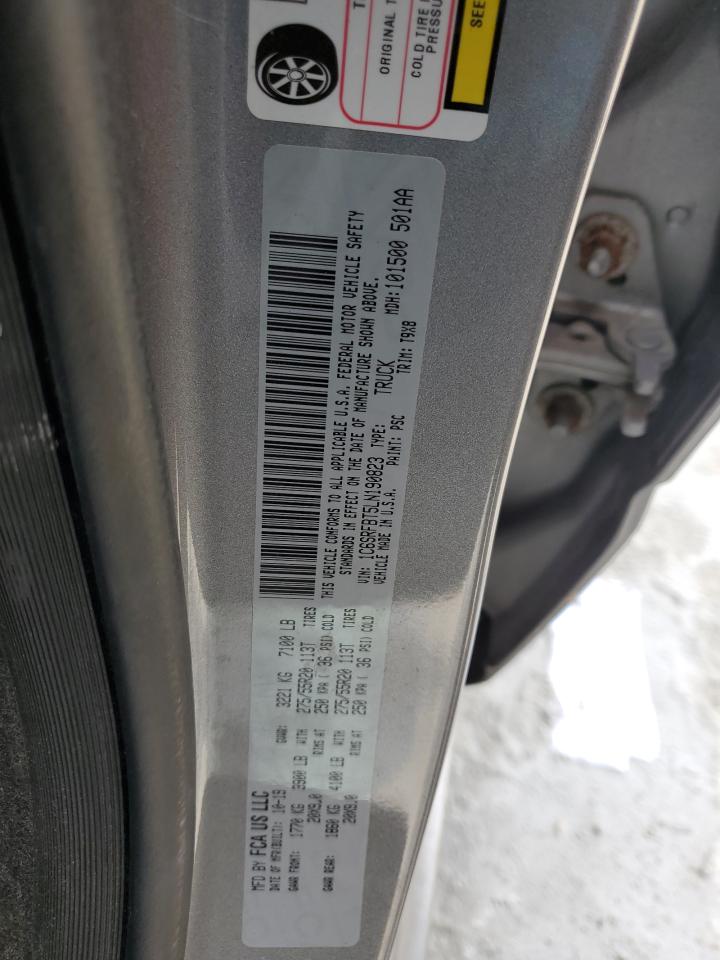 ORIGINAL T
COLD TIRE
PRESSU
SEE
MFD BY FCA US LLC
DATE OF MFR(BUILT): 10-19 GVWR: 3221 KG 7100 LB
GAWR FRONT: 1770 KG 3900 LB WITH 275/55R20 113T TIRES
20X9.0 RIMS AT 250 KPA ( 36 PSI) COLD
GAWR REAR: 1860 KG 4100 LB WITH 275/55R20 113T TIRES
20X9.0 RIMS AT 250 KPA ( 36 PSI) COLD
THIS VEHICLE CONFORMS TO ALL APPLICABLE U.S.A. FEDERAL MOTOR VEHICLE SAFETY
STANDARDS IN EFFECT ON THE DATE OF MANUFACTURE SHOWN ABOVE.
VIN: 1C6SRFBT5LN190823 TYPE: TRUCK MDH:101500 501AA
VEHICLE MADE IN U.S.A. PAINT: PSC TRIM: T9X8